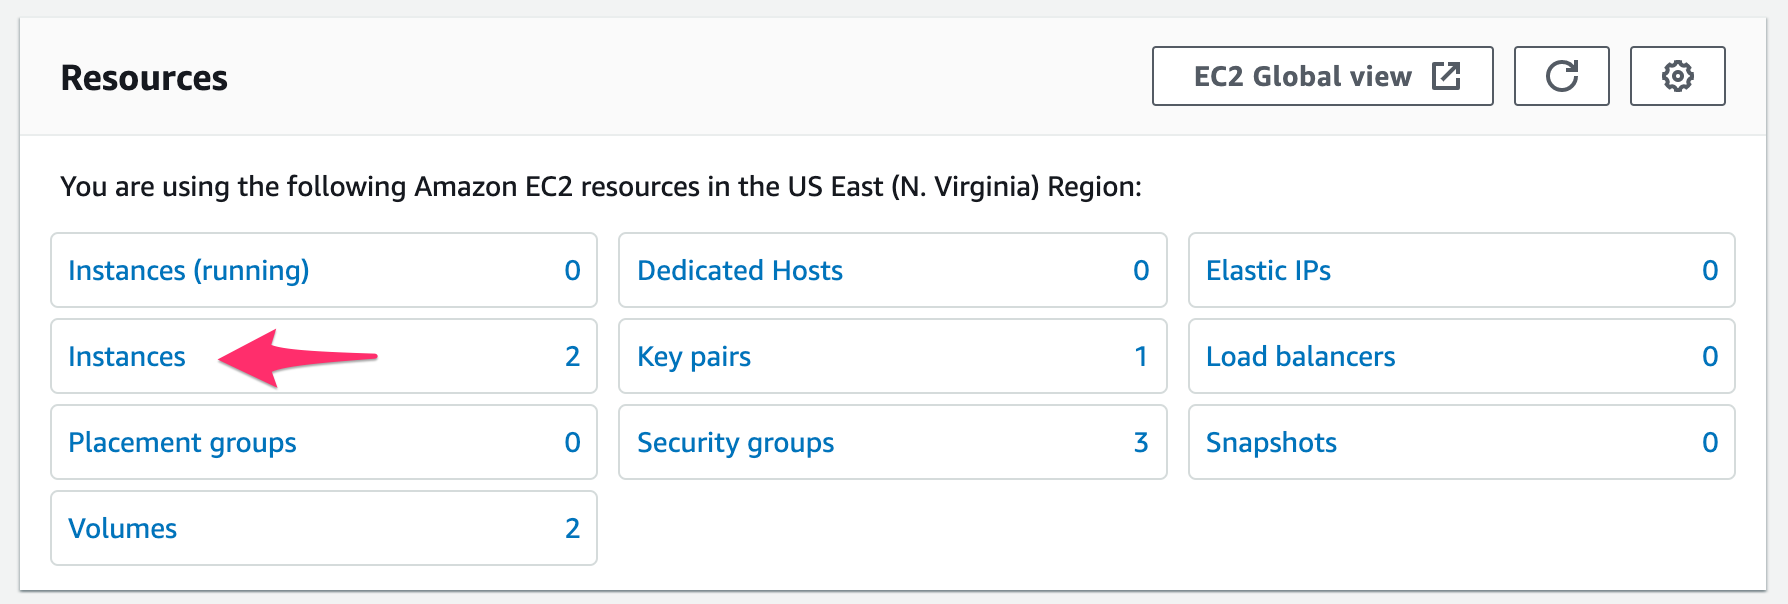 Resources
EC2 Global view
You are using the following Amazon EC2 resources in the US East (N. Virginia) Region:
Instances (running) 0
Dedicated Hosts 0
Elastic IPs 0
Instances 2
Key pairs 1
Load balancers 0
Placement groups 0
Security groups 3
Snapshots 0
Volumes 2